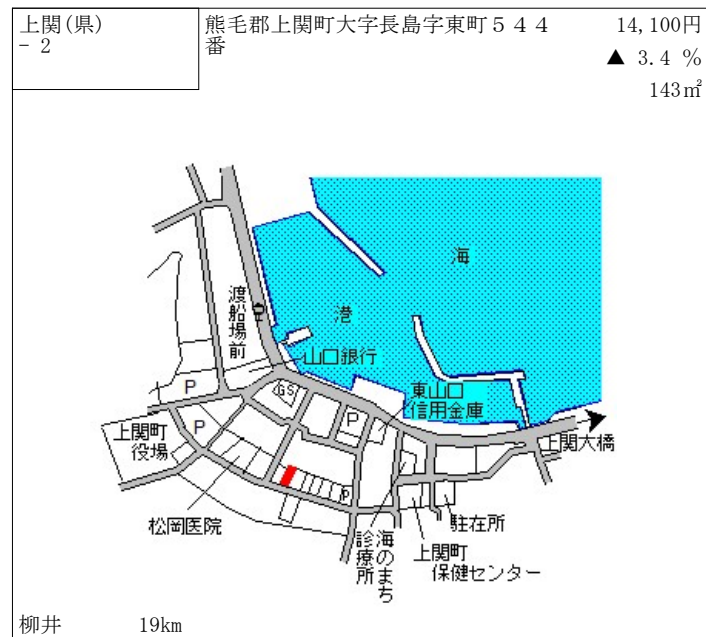 上関(県)
- 2
熊毛郡上関町大字長島字東町５４４
番
14,100円
▲ 3.4 %
143㎡
海
港
渡船場前
山口銀行
GS
P
東山口
信用金庫
P
P
上関町
役場
上関大橋
P
松岡医院
海のまち
診療所
駐在所
上関町
保健センター
柳井 19km